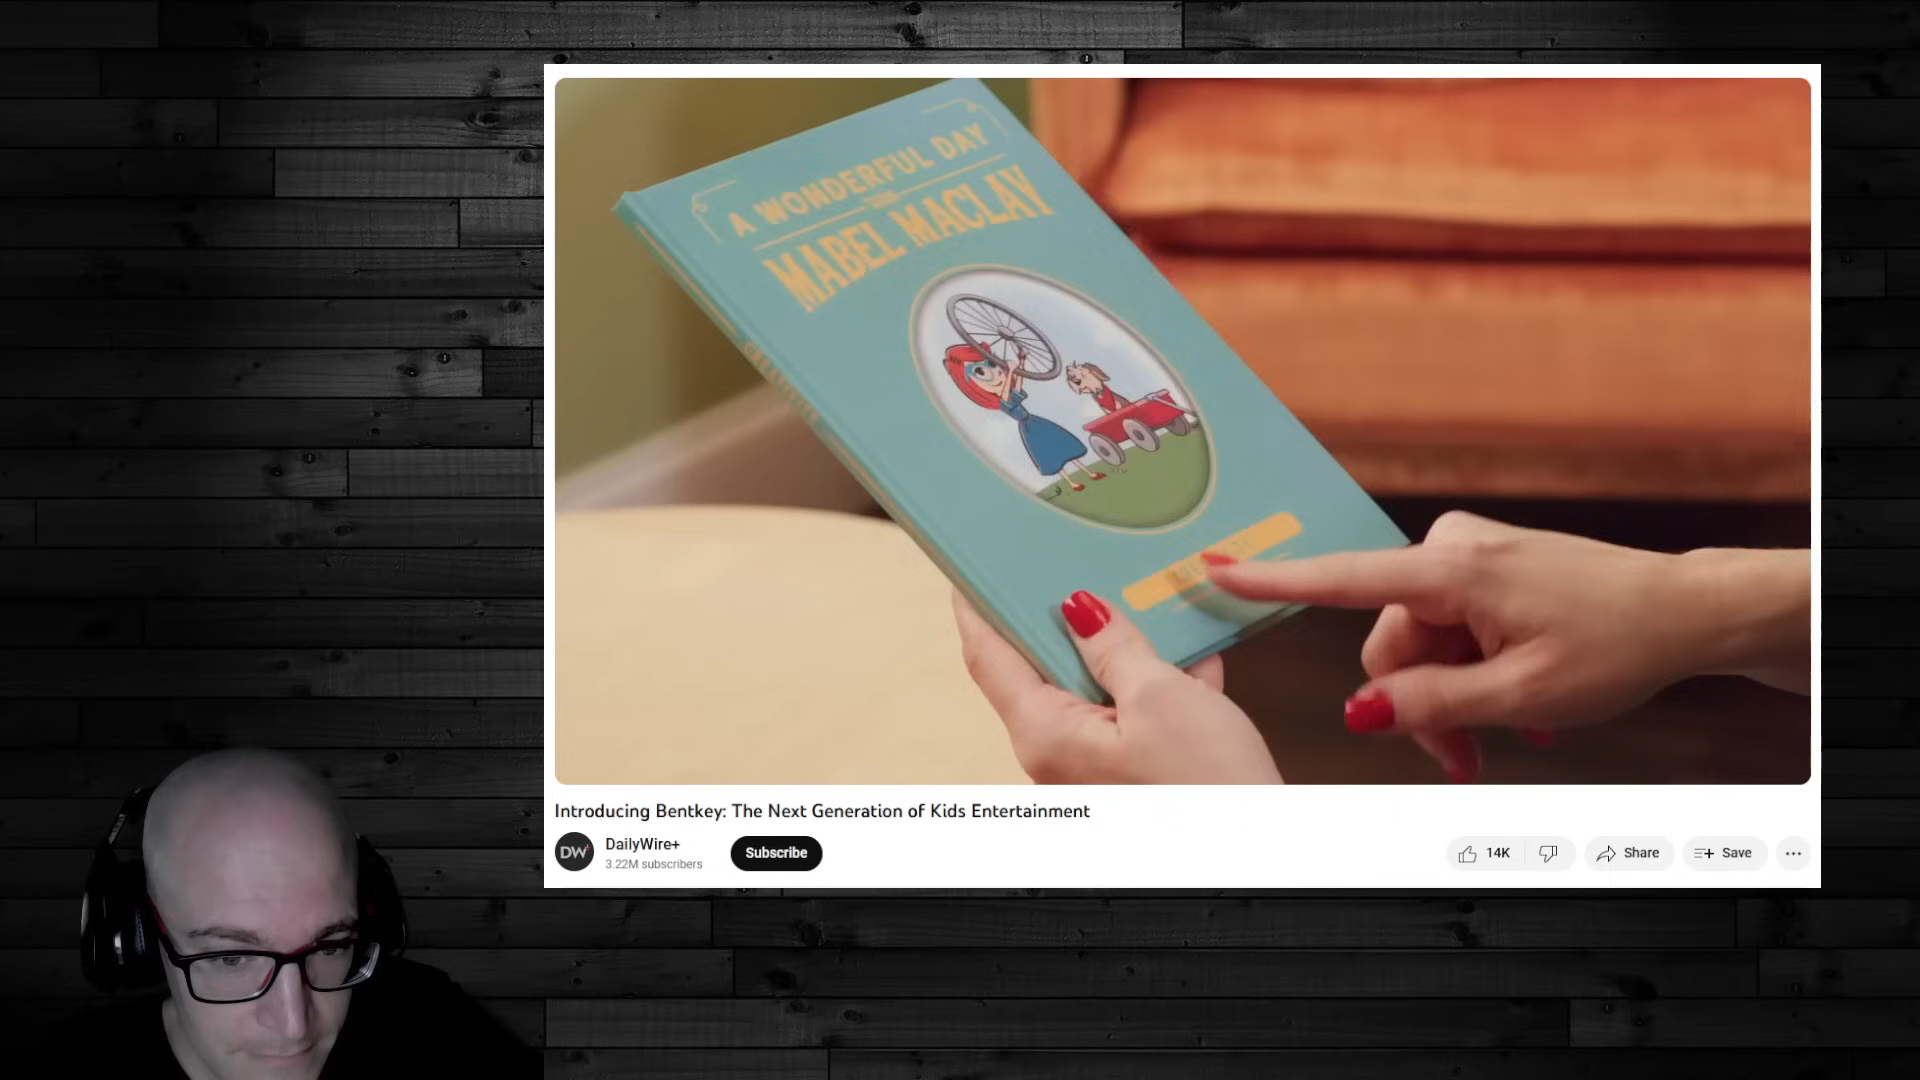 A WONDERFUL DAY
WITH
MABEL MACLAY
Introducing Bentkey: The Next Generation of Kids Entertainment
DW+
DailyWire+
3.22M subscribers
Subscribe
14K
Share
Save